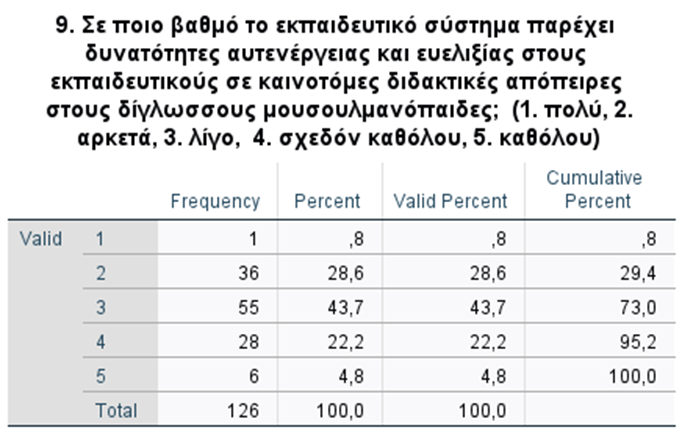 9. Σε ποιο βαθμό το εκπαιδευτικό σύστημα παρέχει
δυνατότητες αυτενέργειας και ευελιξίας στους
εκπαιδευτικούς σε καινοτόμες διδακτικές απόπειρες
στους δίγλωσσους μουσουλμανόπαιδες; (1. πολύ, 2.
αρκετά, 3. λίγο, 4. σχεδόν καθόλου, 5. καθόλου)
Frequency Percent Valid Percent Cumulative Percent
Valid 1 1 ,8 ,8 ,8
2 36 28,6 28,6 29,4
3 55 43,7 43,7 73,0
4 28 22,2 22,2 95,2
5 6 4,8 4,8 100,0
Total 126 100,0 100,0